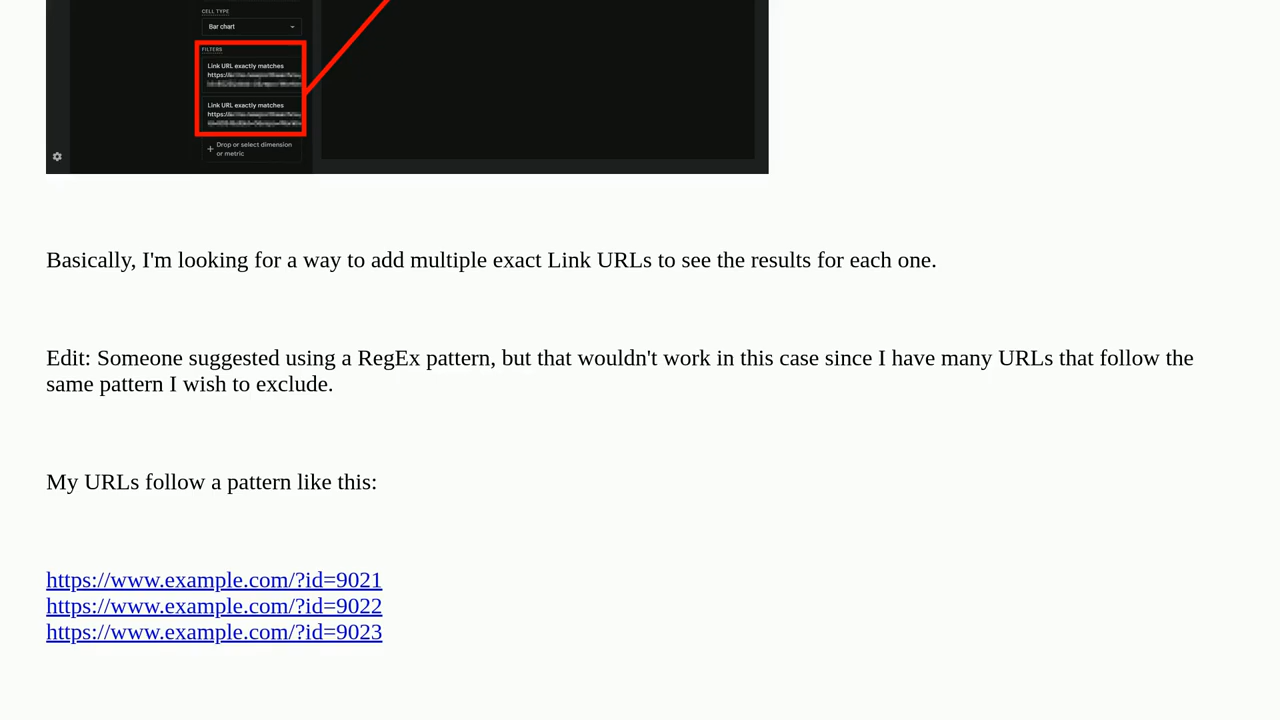 CELL TYPE
Bar chart
FILTERS
Link URL exactly matches
https://
Link URL exactly matches
https://
Drop or select dimension
or metric
Basically, I'm looking for a way to add multiple exact Link URLs to see the results for each one.
Edit: Someone suggested using a RegEx pattern, but that wouldn't work in this case since I have many URLs that follow the
same pattern I wish to exclude.
My URLs follow a pattern like this:
https://www.example.com/?id=9021
https://www.example.com/?id=9022
https://www.example.com/?id=9023